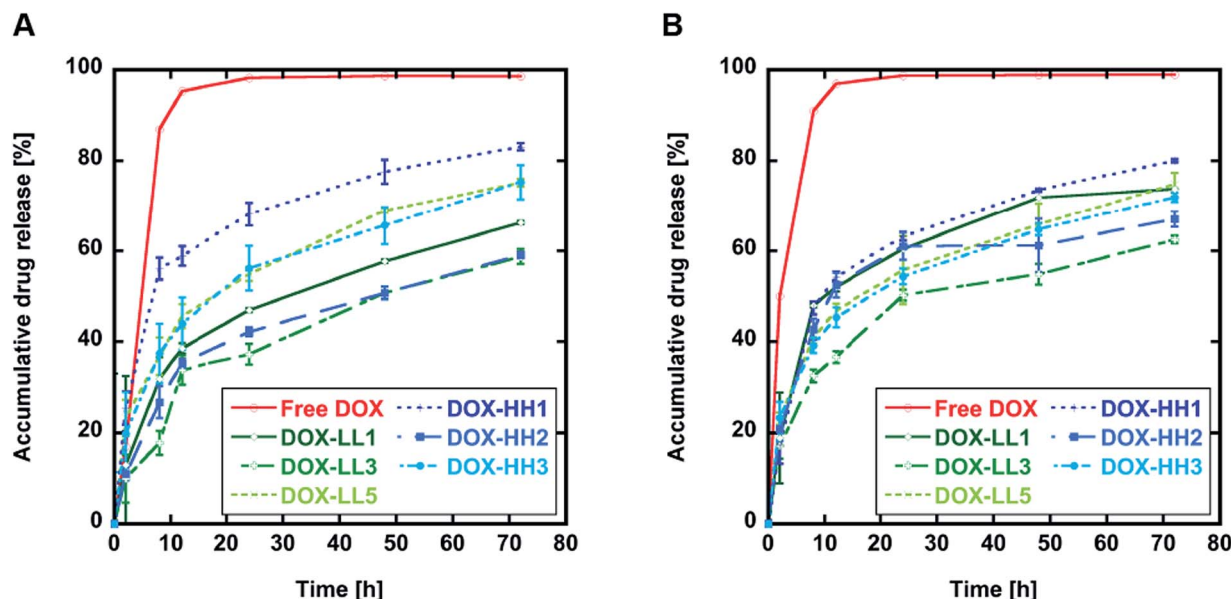 A
Accumulative drug release [%]
100
80
60
40
20
0
Free DOX DOX-HH1
DOX-LL1 DOX-HH2
DOX-LL3 DOX-HH3
DOX-LL5
0 10 20 30 40 50 60 70 80
Time [h]
B
Accumulative drug release [%]
100
80
60
40
20
0
Free DOX DOX-HH1
DOX-LL1 DOX-HH2
DOX-LL3 DOX-HH3
DOX-LL5
0 10 20 30 40 50 60 70 80
Time [h]